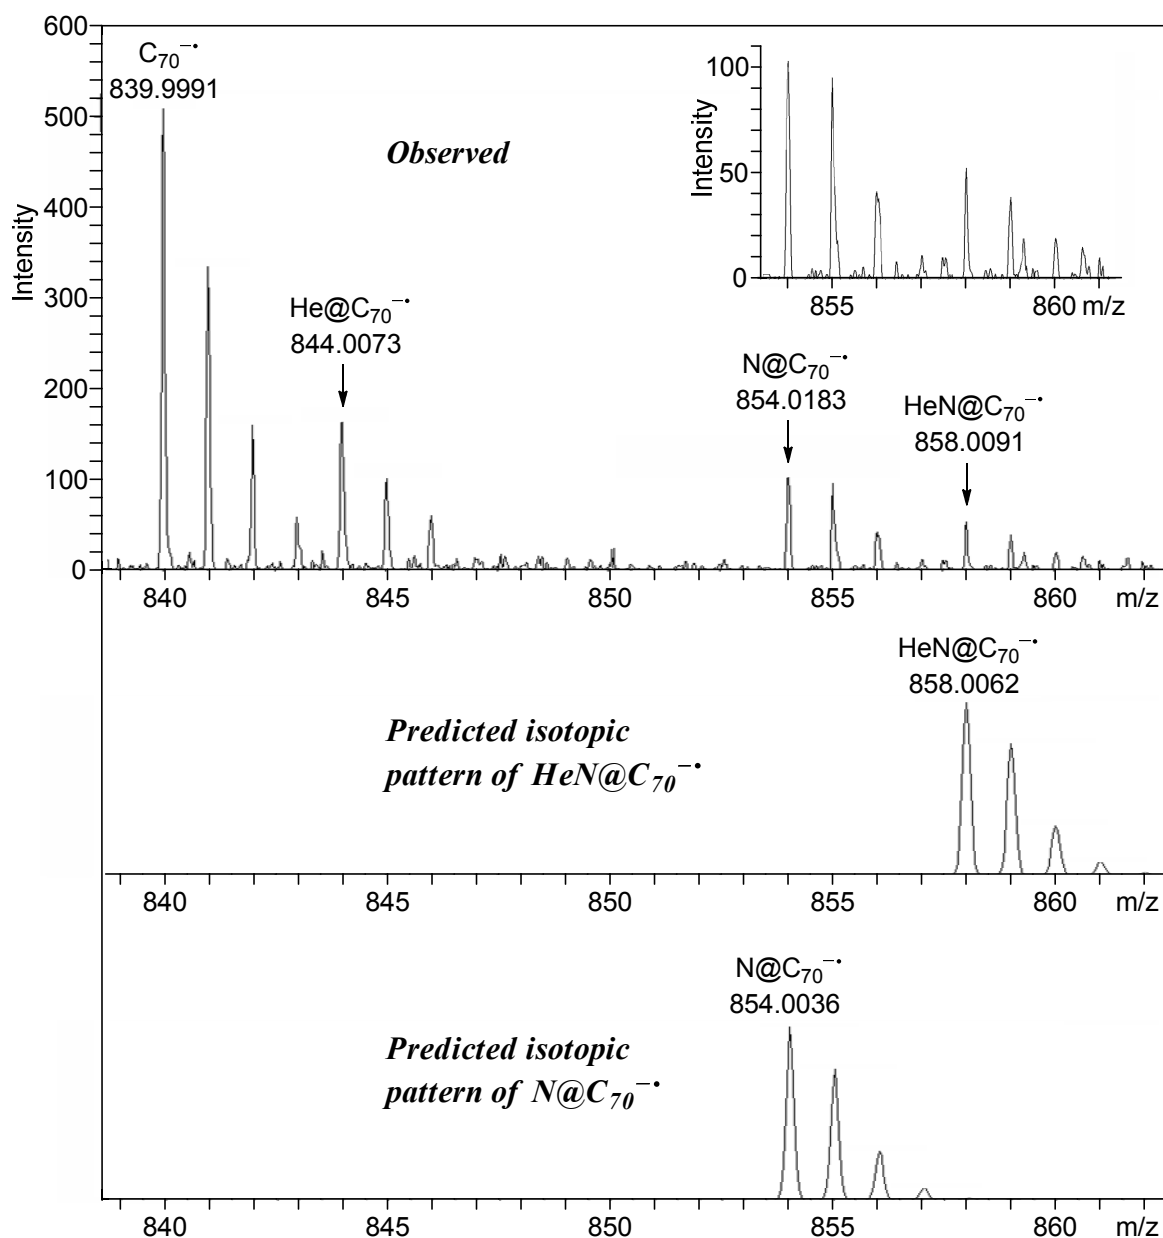 600
500
400
300
200
100
0
Intensity
C₇₀⁻•
839.9991
Observed
He@C₇₀⁻•
844.0073
N@C₇₀⁻•
854.0183
HeN@C₇₀⁻•
858.0091
100
50
0
Intensity
855 860 m/z
840 845 850 855 860 m/z
HeN@C₇₀⁻•
858.0062
Predicted isotopic
pattern of HeN@C₇₀⁻•
840 845 850 855 860 m/z
N@C₇₀⁻•
854.0036
Predicted isotopic
pattern of N@C₇₀⁻•
840 845 850 855 860 m/z